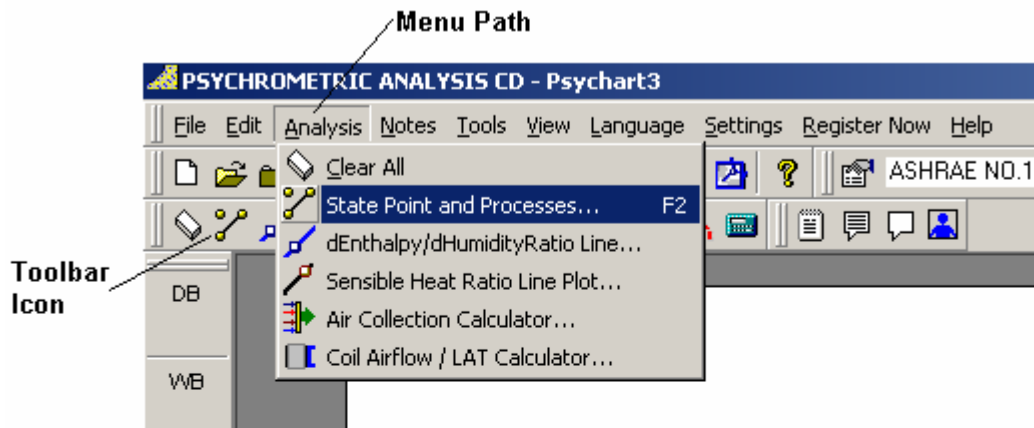 Menu Path
PSYCHROMETRIC ANALYSIS CD - Psychart3
File Edit Analysis Notes Tools View Language Settings Register Now Help
Clear All
ASHRAE NO.1
State Point and Processes... F2
dEnthalpy/dHumidityRatio Line...
Toolbar
Icon
DB
Sensible Heat Ratio Line Plot...
Air Collection Calculator...
Coil Airflow / LAT Calculator...
WB